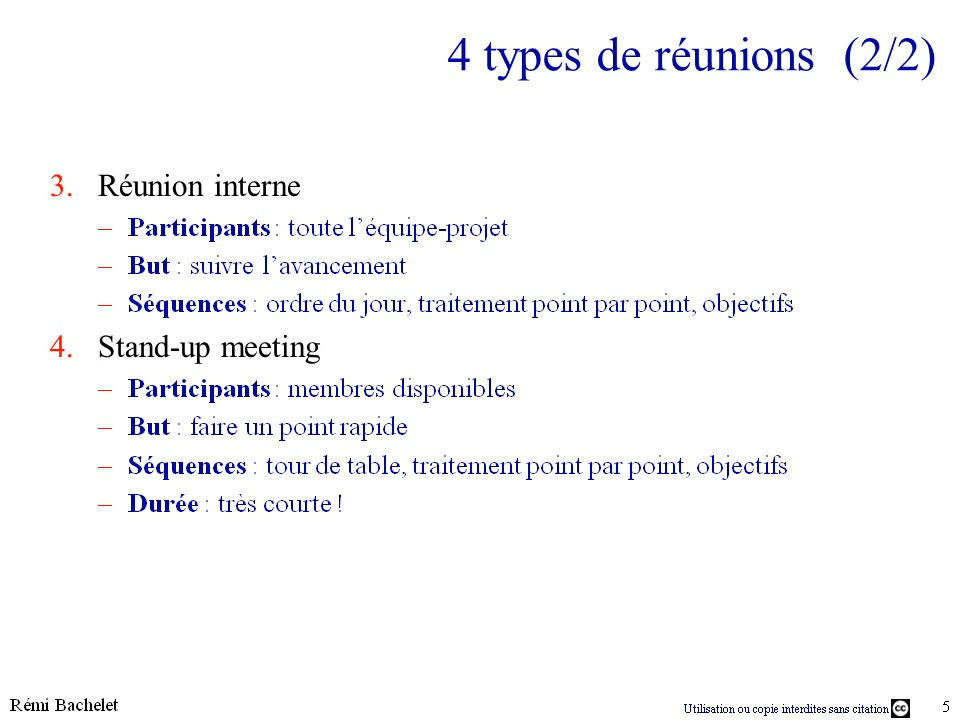 4 types de réunions (2/2)
3. Réunion interne
– Participants : toute l’équipe-projet
– But : suivre l’avancement
– Séquences : ordre du jour, traitement point par point, objectifs
4. Stand-up meeting
– Participants : membres disponibles
– But : faire un point rapide
– Séquences : tour de table, traitement point par point, objectifs
– Durée : très courte !
Rémi Bachelet
Utilisation ou copie interdites sans citation cc
5